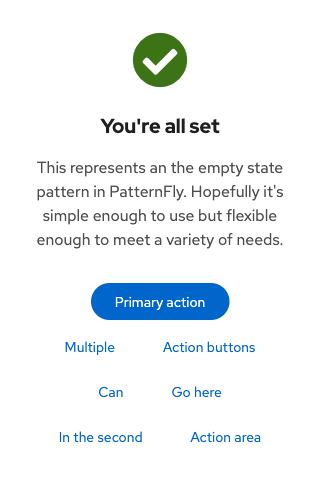 You're all set
This represents an the empty state
pattern in PatternFly. Hopefully it's
simple enough to use but flexible
enough to meet a variety of needs.
Primary action
Multiple Action buttons
Can Go here
In the second Action area